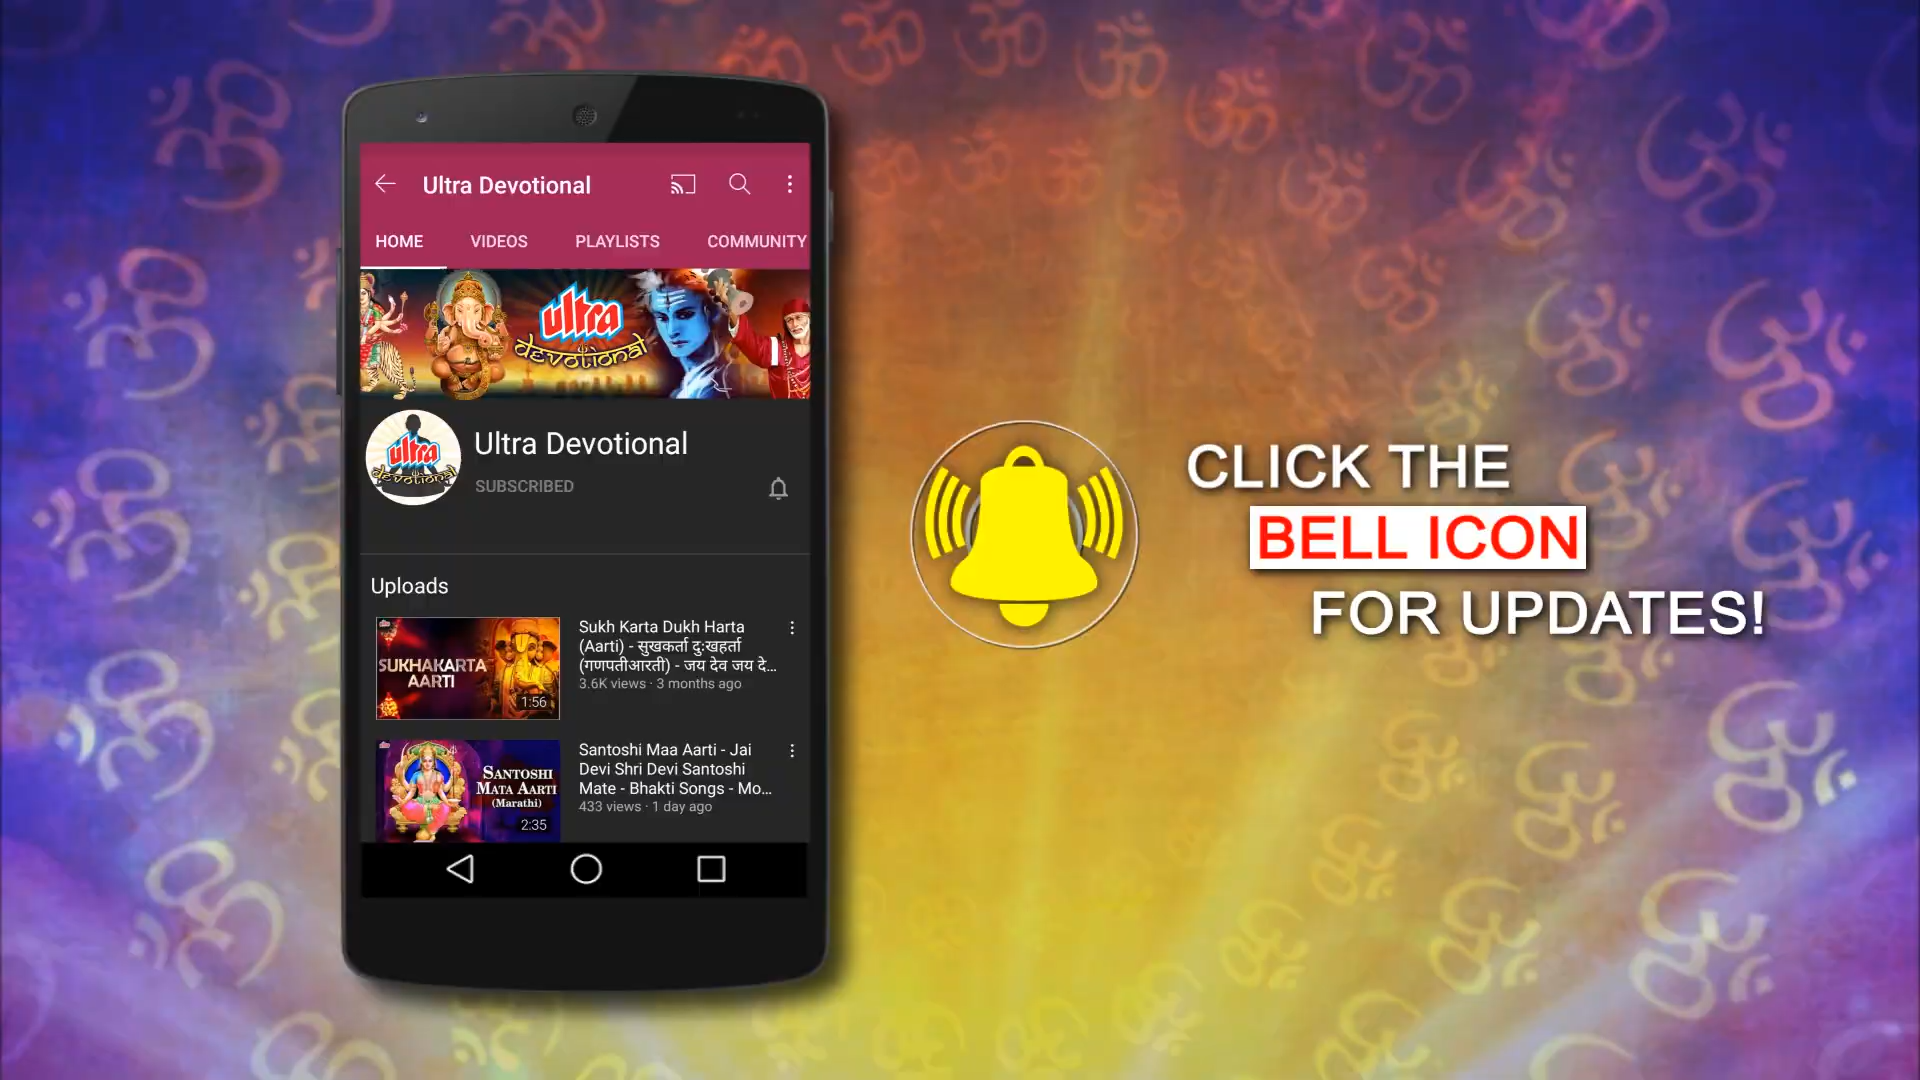 Ultra Devotional
HOME VIDEOS PLAYLISTS COMMUNITY
ultra
devotional
ultra
devotional
Ultra Devotional
SUBSCRIBED
Uploads
SUKHAKARTA
AARTI
1:56
Sukh Karta Dukh Harta
(Aarti) - सुखकर्ता दुःखहर्ता
(गणपतीआरती) - जय देव जय दे...
3.6K views · 3 months ago
SANTOSHI
MATA AARTI
(Marathi)
2:35
Santoshi Maa Aarti - Jai
Devi Shri Devi Santoshi
Mate - Bhakti Songs - Mo...
433 views · 1 day ago
CLICK THE
BELL ICON
FOR UPDATES!